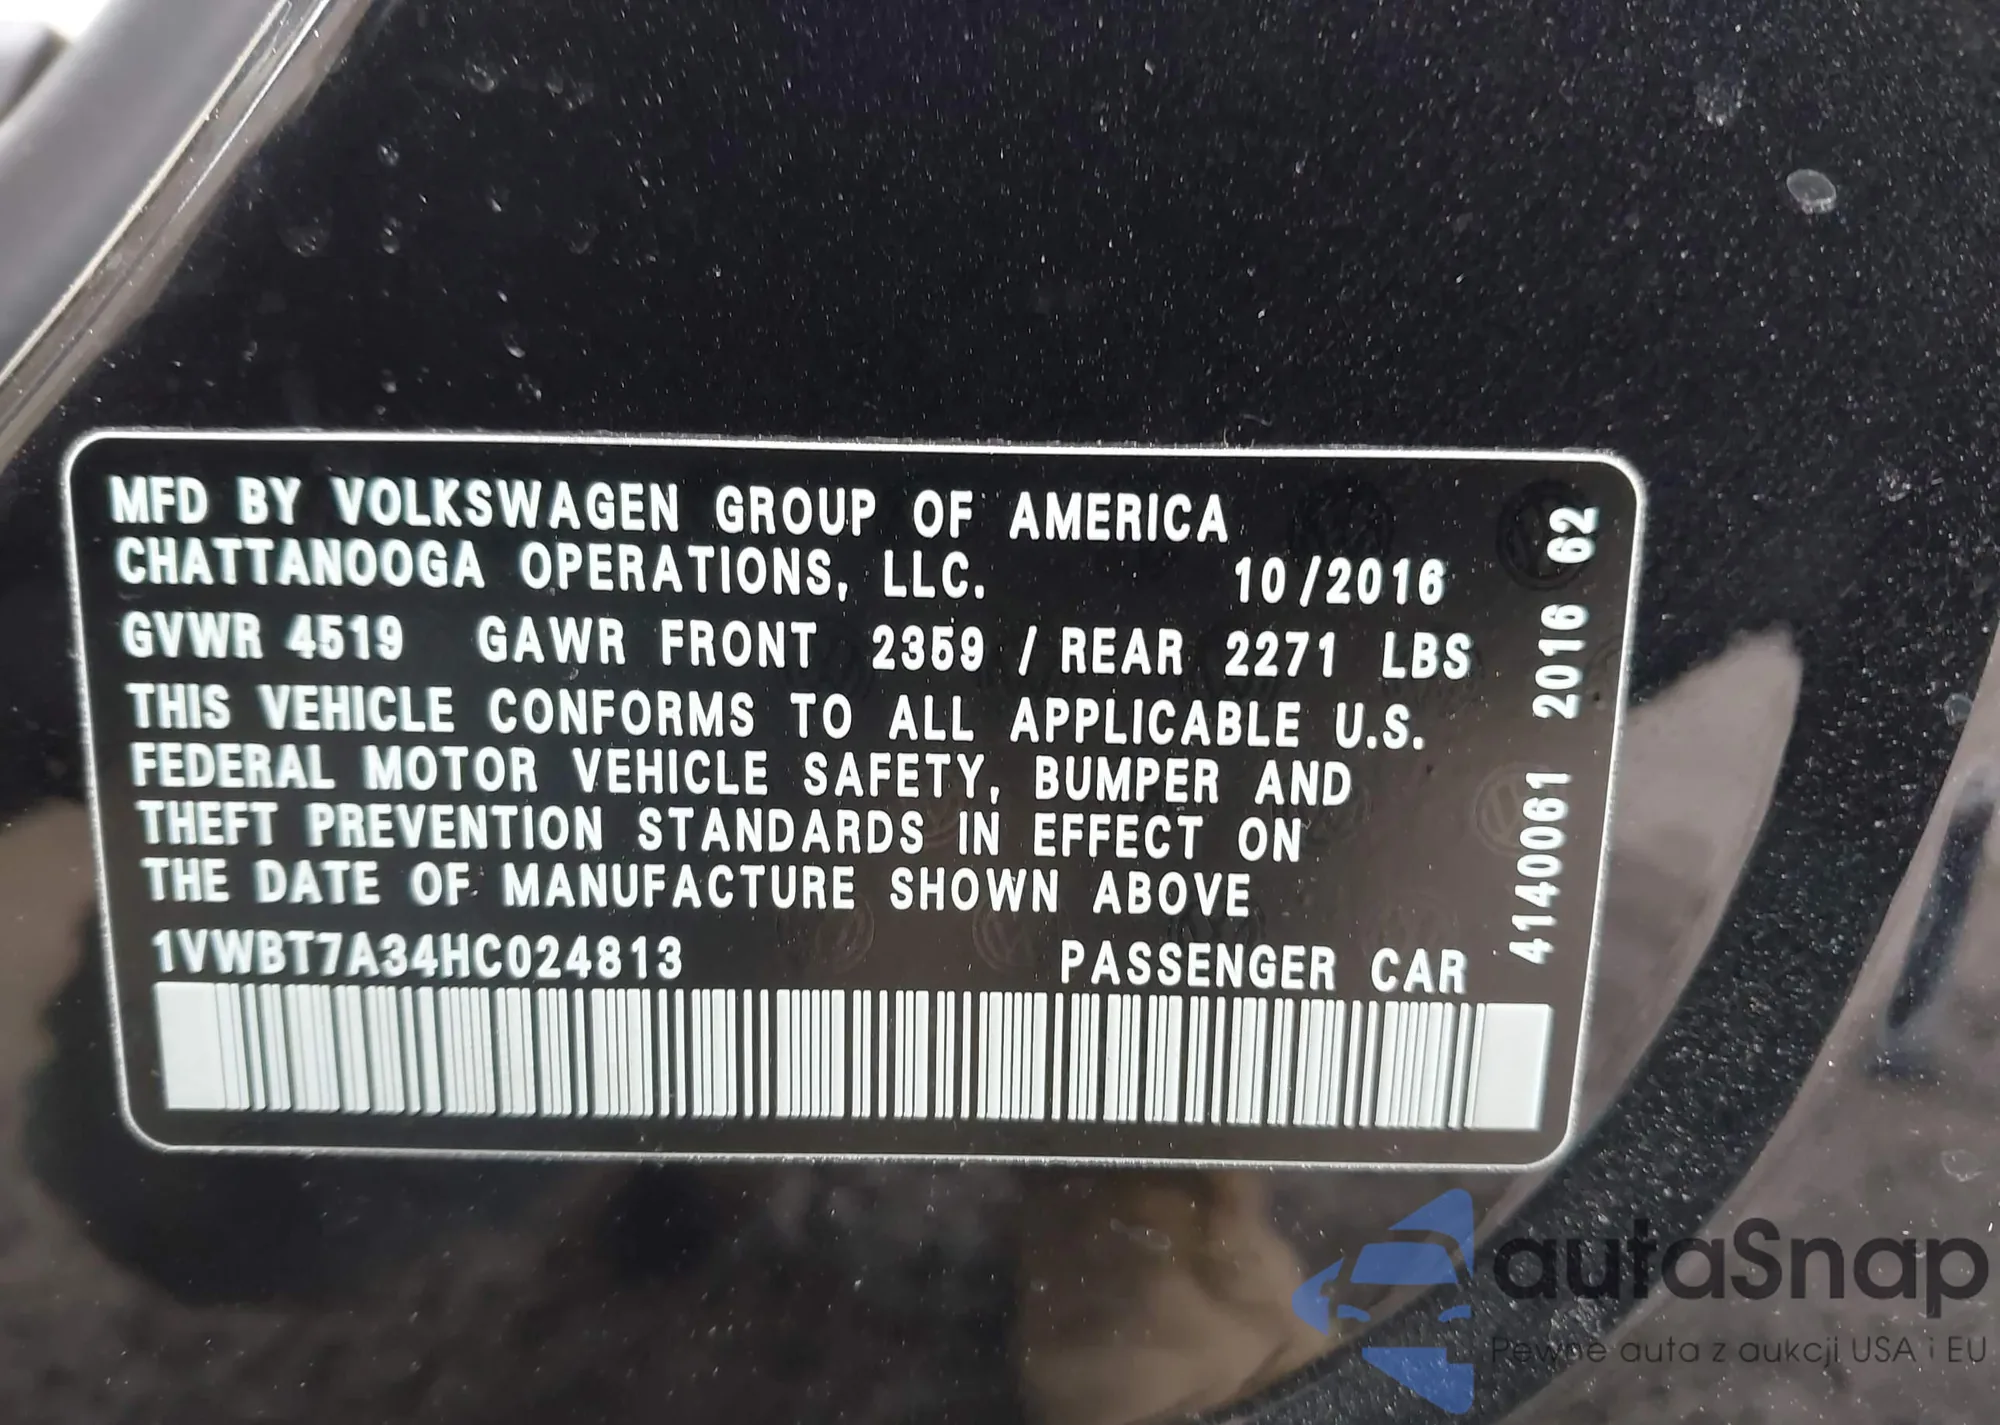 MFD BY VOLKSWAGEN GROUP OF AMERICA
CHATTANOOGA OPERATIONS, LLC. 10/2016
GVWR 4519 GAWR FRONT 2359 / REAR 2271 LBS
THIS VEHICLE CONFORMS TO ALL APPLICABLE U.S.
FEDERAL MOTOR VEHICLE SAFETY, BUMPER AND
THEFT PREVENTION STANDARDS IN EFFECT ON
THE DATE OF MANUFACTURE SHOWN ABOVE
1VWBT7A34HC024813 PASSENGER CAR
4140061 2016 62
autaSnap
Pewne auta z aukcji USA i EU